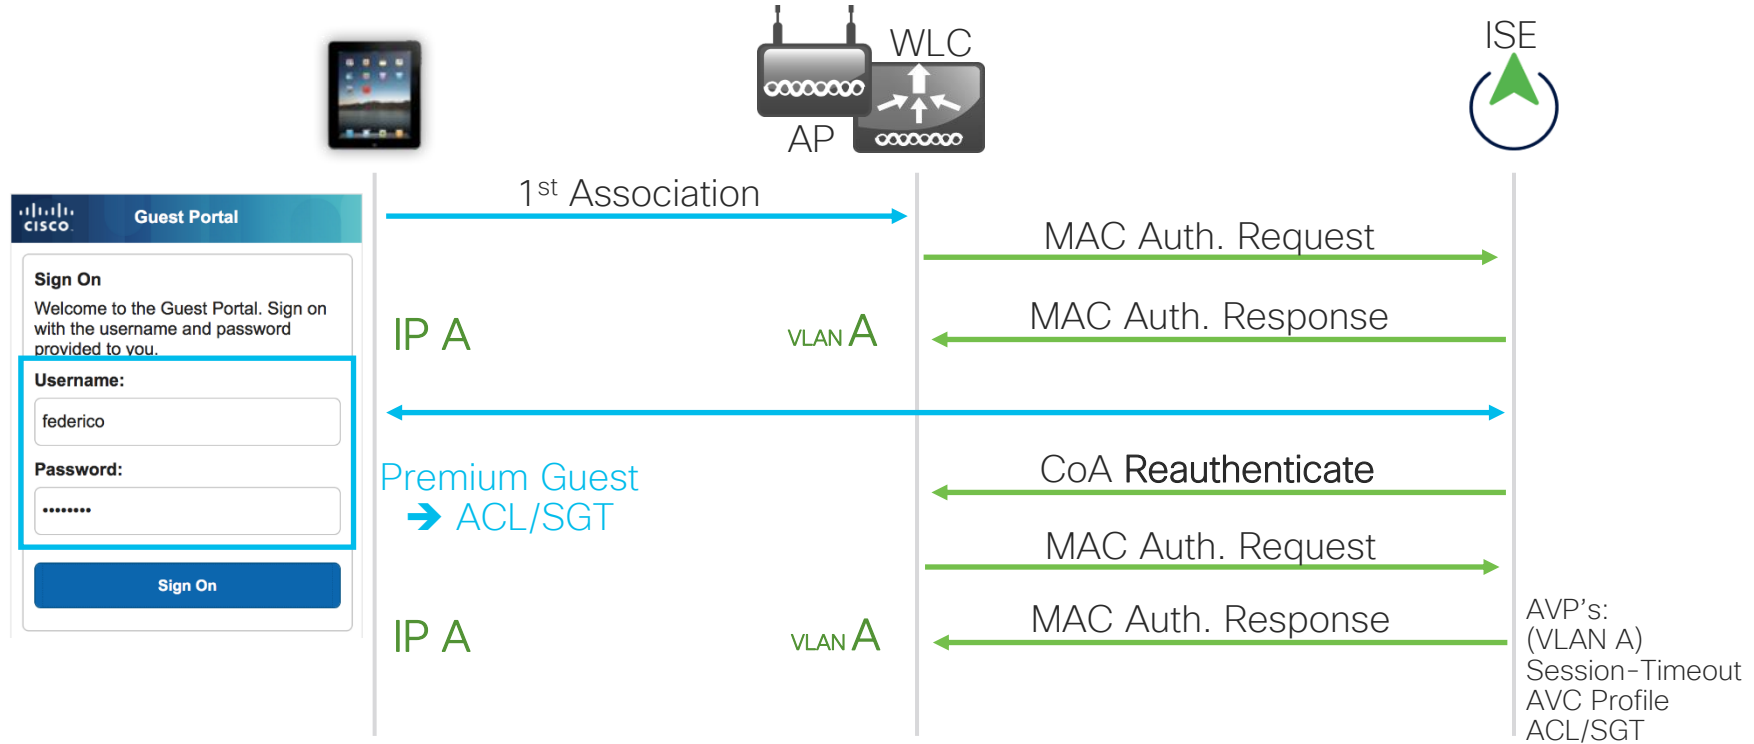 WLC
AP
ISE
1st Association
MAC Auth. Request
MAC Auth. Response
IP A
VLAN A
CISCO
Guest Portal
Sign On
Welcome to the Guest Portal. Sign on
with the username and password
provided to you.
Username:
federico
Password:
••••••••
Sign On
Premium Guest
➔ ACL/SGT
CoA Reauthenticate
MAC Auth. Request
MAC Auth. Response
IP A
VLAN A
AVP's:
(VLAN A)
Session-Timeout
AVC Profile
ACL/SGT